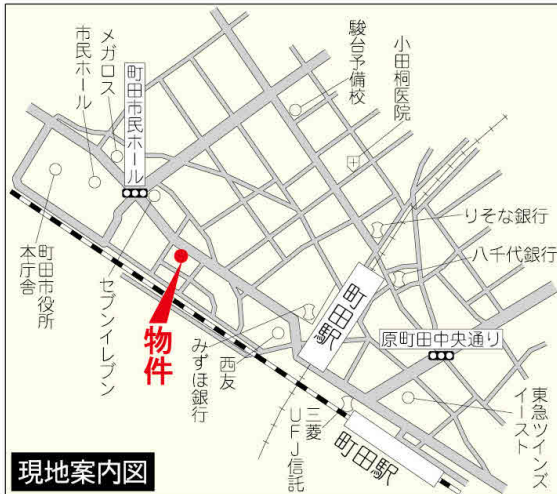 駿台予備校
小田桐医院
メガロス
市民ホール
町田市民ホール
りそな銀行
八千代銀行
町田駅
原町田中央通り
町田市役所
本庁舎
セブンイレブン
物件
みずほ銀行
西友
三菱
UFJ信託
町田駅
東急ツインズ
イースト
現地案内図